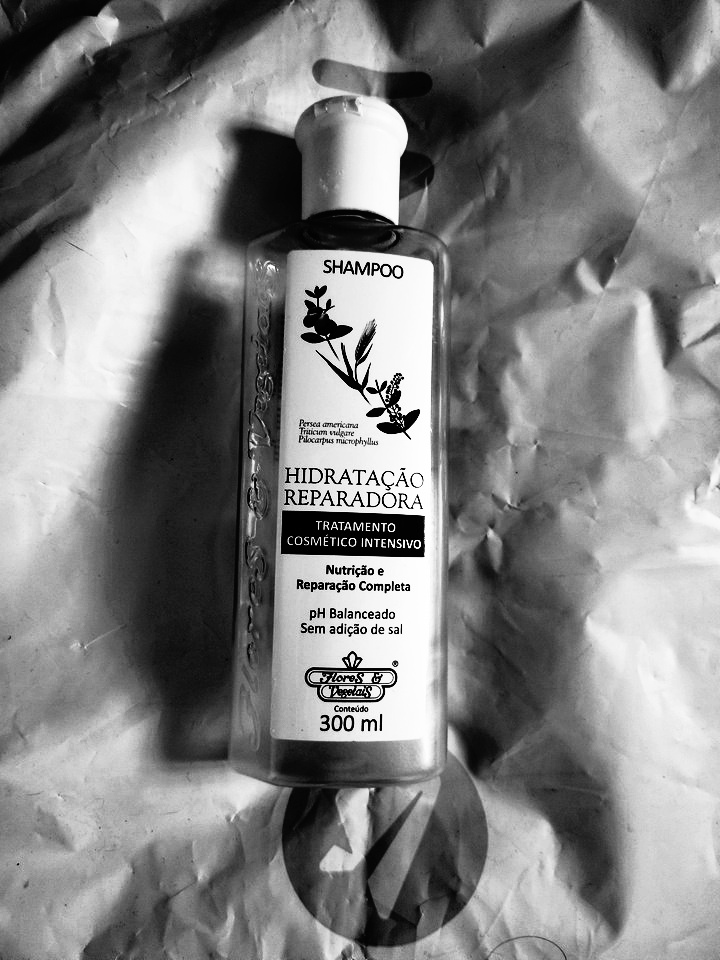 SHAMPOO
Persea americana
Triticum vulgare
Pilocarpus microphyllus
HIDRATAÇÃO
REPARADORA
TRATAMENTO
COSMÉTICO INTENSIVO
Nutrição e
Reparação Completa
pH Balanceado
Sem adição de sal
Flores &
Vegetais
®
Conteúdo
300 ml